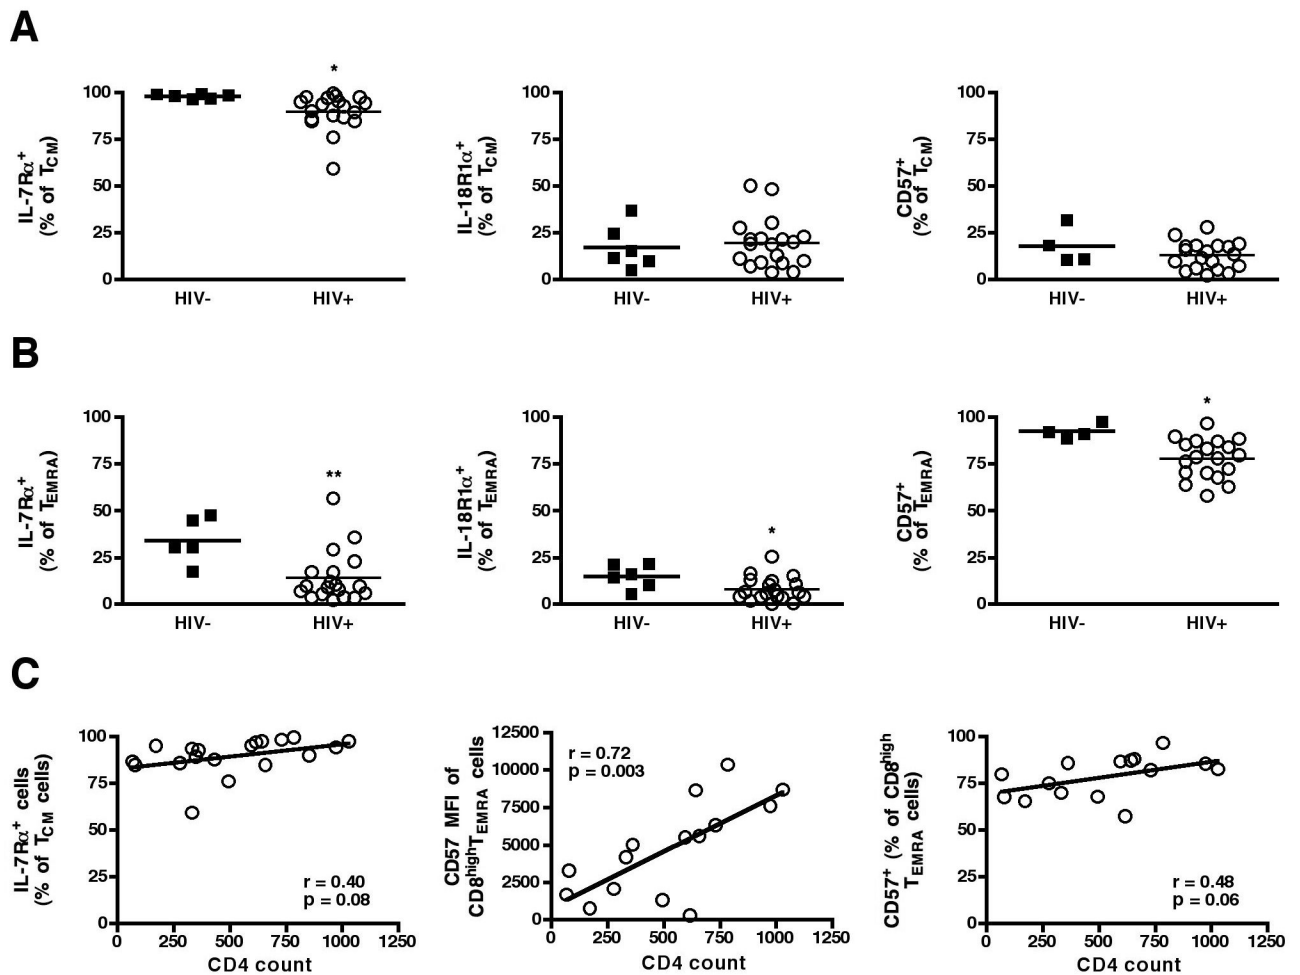 A
*
100
75
50
25
0
IL-7Rα+
(% of TCM)
HIV-
HIV+
100
75
50
25
0
IL-18R1α+
(% of TCM)
HIV-
HIV+
100
75
50
25
0
CD57+
(% of TCM)
HIV-
HIV+
B
**
100
75
50
25
0
IL-7Rα+
(% of TEMRA)
HIV-
HIV+
*
100
75
50
25
0
IL-18R1α+
(% of TEMRA)
HIV-
HIV+
*
100
75
50
25
0
CD57+
(% of TEMRA)
HIV-
HIV+
C
100
75
50
25
0
IL-7Rα+ cells
(% of TCM cells)
r = 0.40
p = 0.08
0 250 500 750 1000 1250
CD4 count
12500
10000
7500
5000
2500
0
CD57 MFI of
CD8highTEMRA cells
r = 0.72
p = 0.003
0 250 500 750 1000 1250
CD4 count
100
75
50
25
0
CD57+ (% of CD8high
TEMRA cells)
r = 0.48
p = 0.06
0 250 500 750 1000 1250
CD4 count